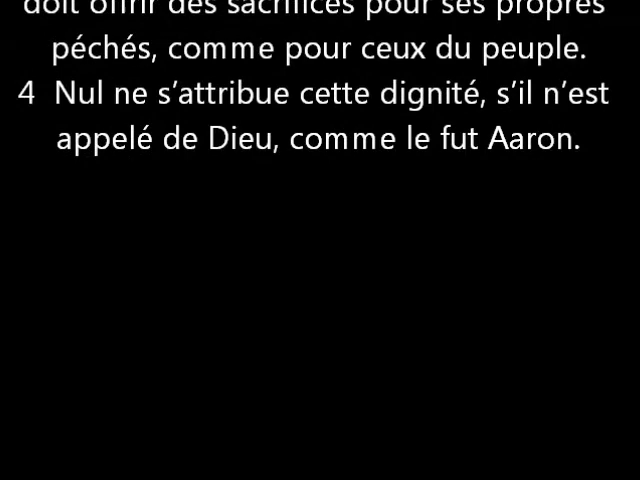 doit offrir des sacrifices pour ses propres
péchés, comme pour ceux du peuple.
4 Nul ne s’attribue cette dignité, s’il n’est
appelé de Dieu, comme le fut Aaron.